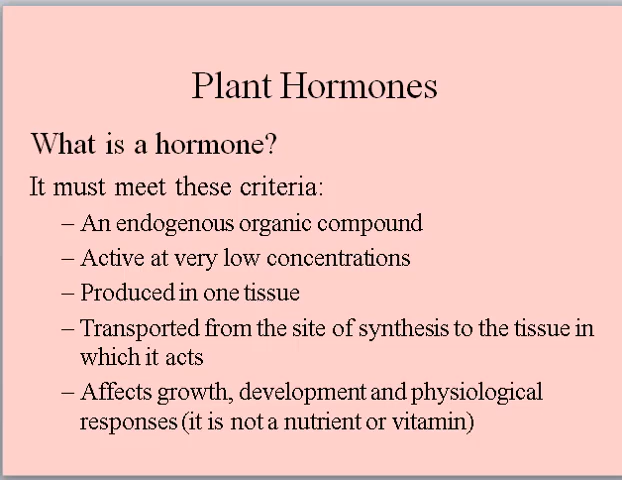 Plant Hormones
What is a hormone?
It must meet these criteria:
– An endogenous organic compound
– Active at very low concentrations
– Produced in one tissue
– Transported from the site of synthesis to the tissue in
which it acts
– Affects growth, development and physiological
responses (it is not a nutrient or vitamin)